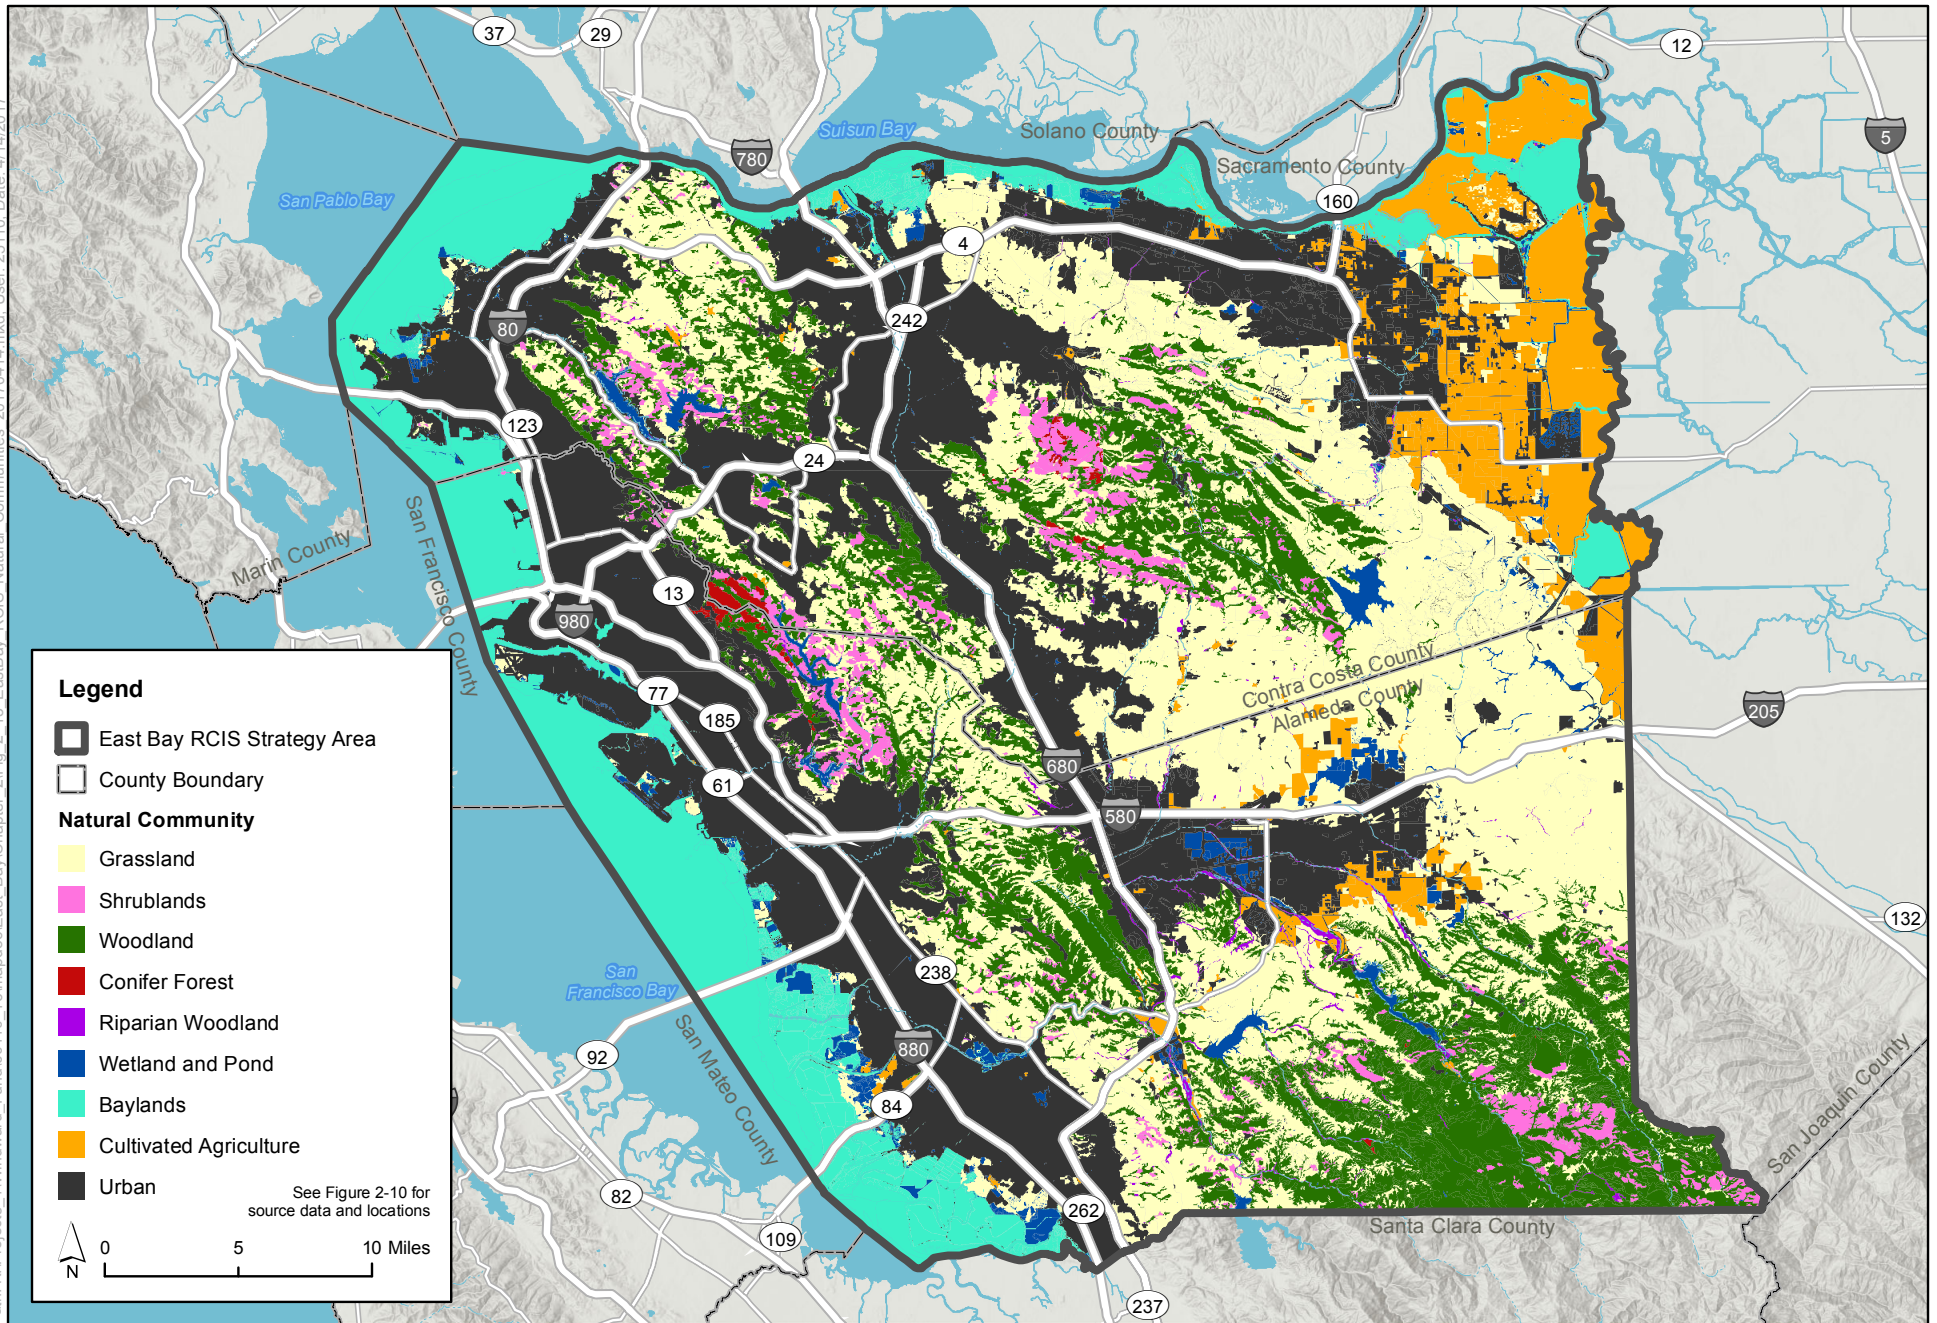 37
29
12
5
780
Suisun Bay
Solano County
Sacramento County
160
San Pablo Bay
4
242
80
123
24
Marin County
San Francisco County
13
980
77
185
61
680
580
Contra Costa County
Alameda County
205
132
238
San
Francisco Bay
San Mateo County
880
92
84
82
109
262
237
Santa Clara County
San Joaquin County
Legend
East Bay RCIS Strategy Area
County Boundary
Natural Community
Grassland
Shrublands
Woodland
Conifer Forest
Riparian Woodland
Wetland and Pond
Baylands
Cultivated Agriculture
Urban
See Figure 2-10 for
source data and locations
N
0 5 10 Miles